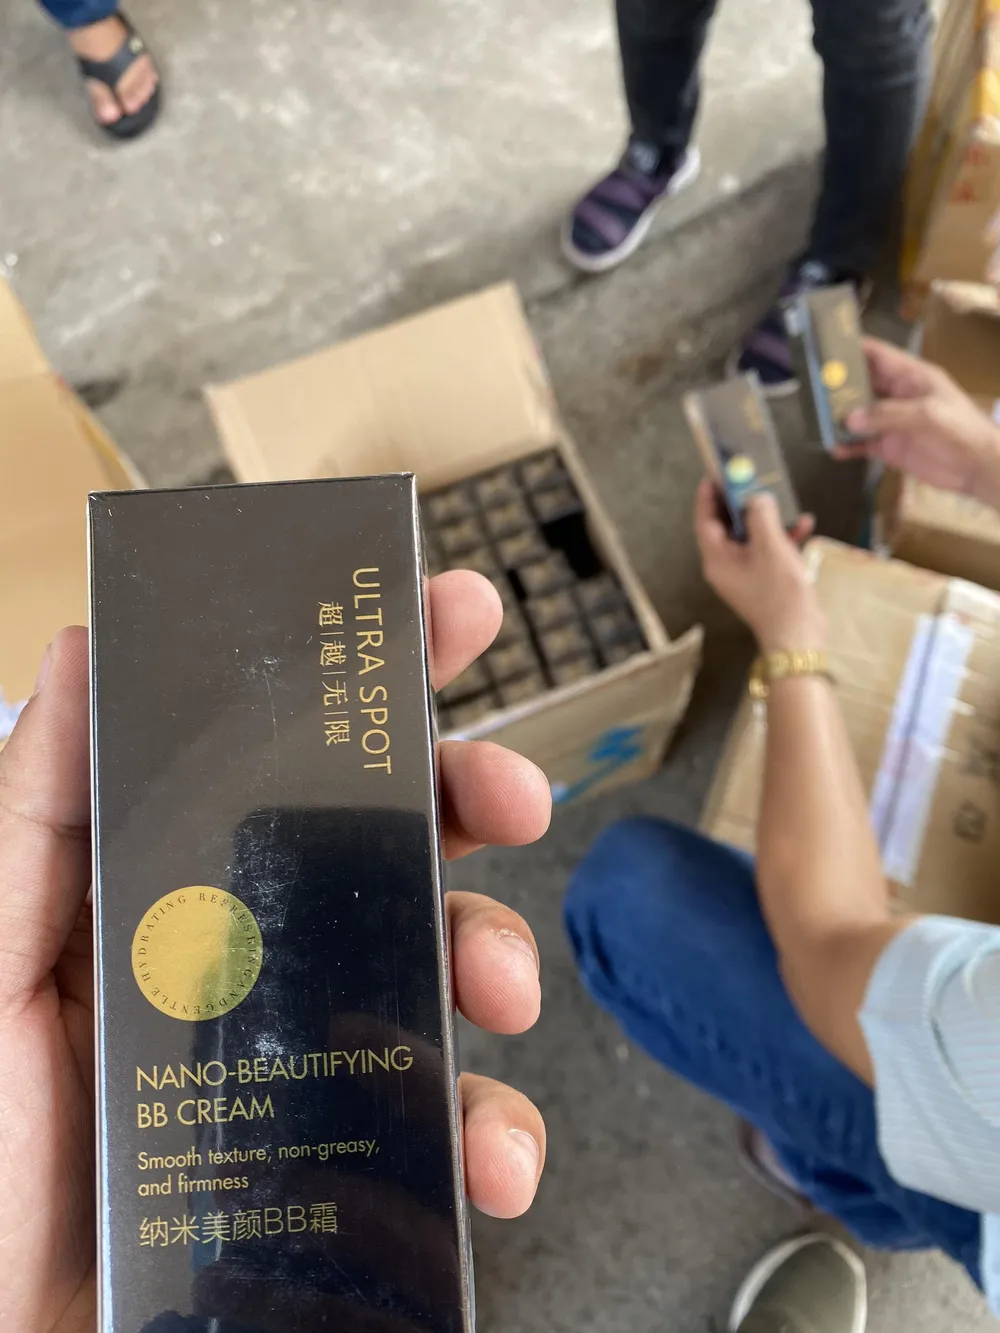 ULTRA SPOT
超|越|无|限
HYDRATING REFRESHING AND GENTLE
NANO-BEAUTIFYING
BB CREAM
Smooth texture, non-greasy,
and firmness
纳米美颜BB霜